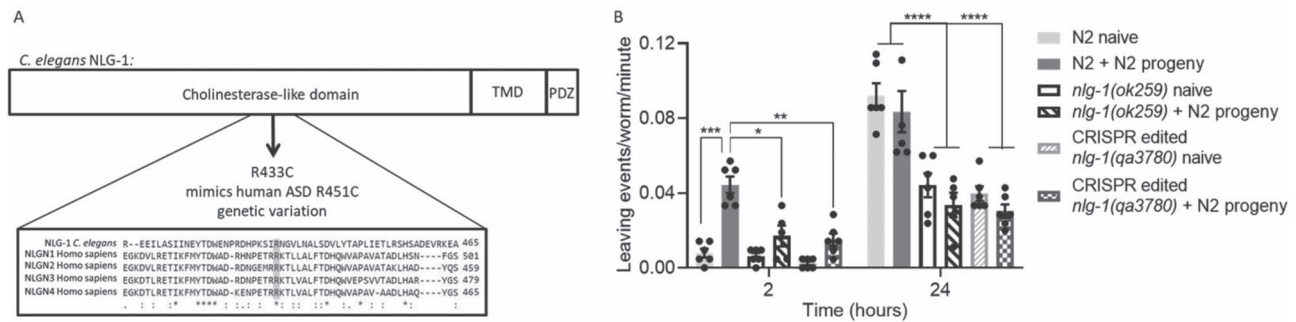 A
C. elegans NLG-1:
Cholinesterase-like domain
TMD
PDZ
R433C
mimics human ASD R451C
genetic variation
NLG-1 C. elegans R--EEILASIINEYTDWENPRDHPKSIRNGVLNALSDVLYTAPLIETLRSHSADEVRKEA 465
NLGN1 Homo sapiens EGKDVLRETIKFMYTDWAD-RHNPETRRKTLLALFTDHQWVAPAVATADLHSN----FGS 501
NLGN2 Homo sapiens EGKDTLRETIKFMYTDWAD-RDNGEMRRKTLLALFTDHQWVAPAVATAKLHAD----YQS 459
NLGN3 Homo sapiens EGKDTLRETIKFMYTDWAD-RDNPETRRKTLVALFTDHQWVEPSVVTADLHAR----YGS 479
NLGN4 Homo sapiens EGKDTLRETIKFMYTDWAD-KENPETRRKTLVALFTDHQWVAPAV-AADLHAQ----YGS 465
B
Leaving events/worm/minute
0.12
0.08
0.04
0.00
***
*
**
****
****
2
24
Time (hours)
N2 naive
N2 + N2 progeny
nlg-1(ok259) naive
nlg-1(ok259) + N2 progeny
CRISPR edited
nlg-1(qa3780) naive
CRISPR edited
nlg-1(qa3780) + N2 progeny